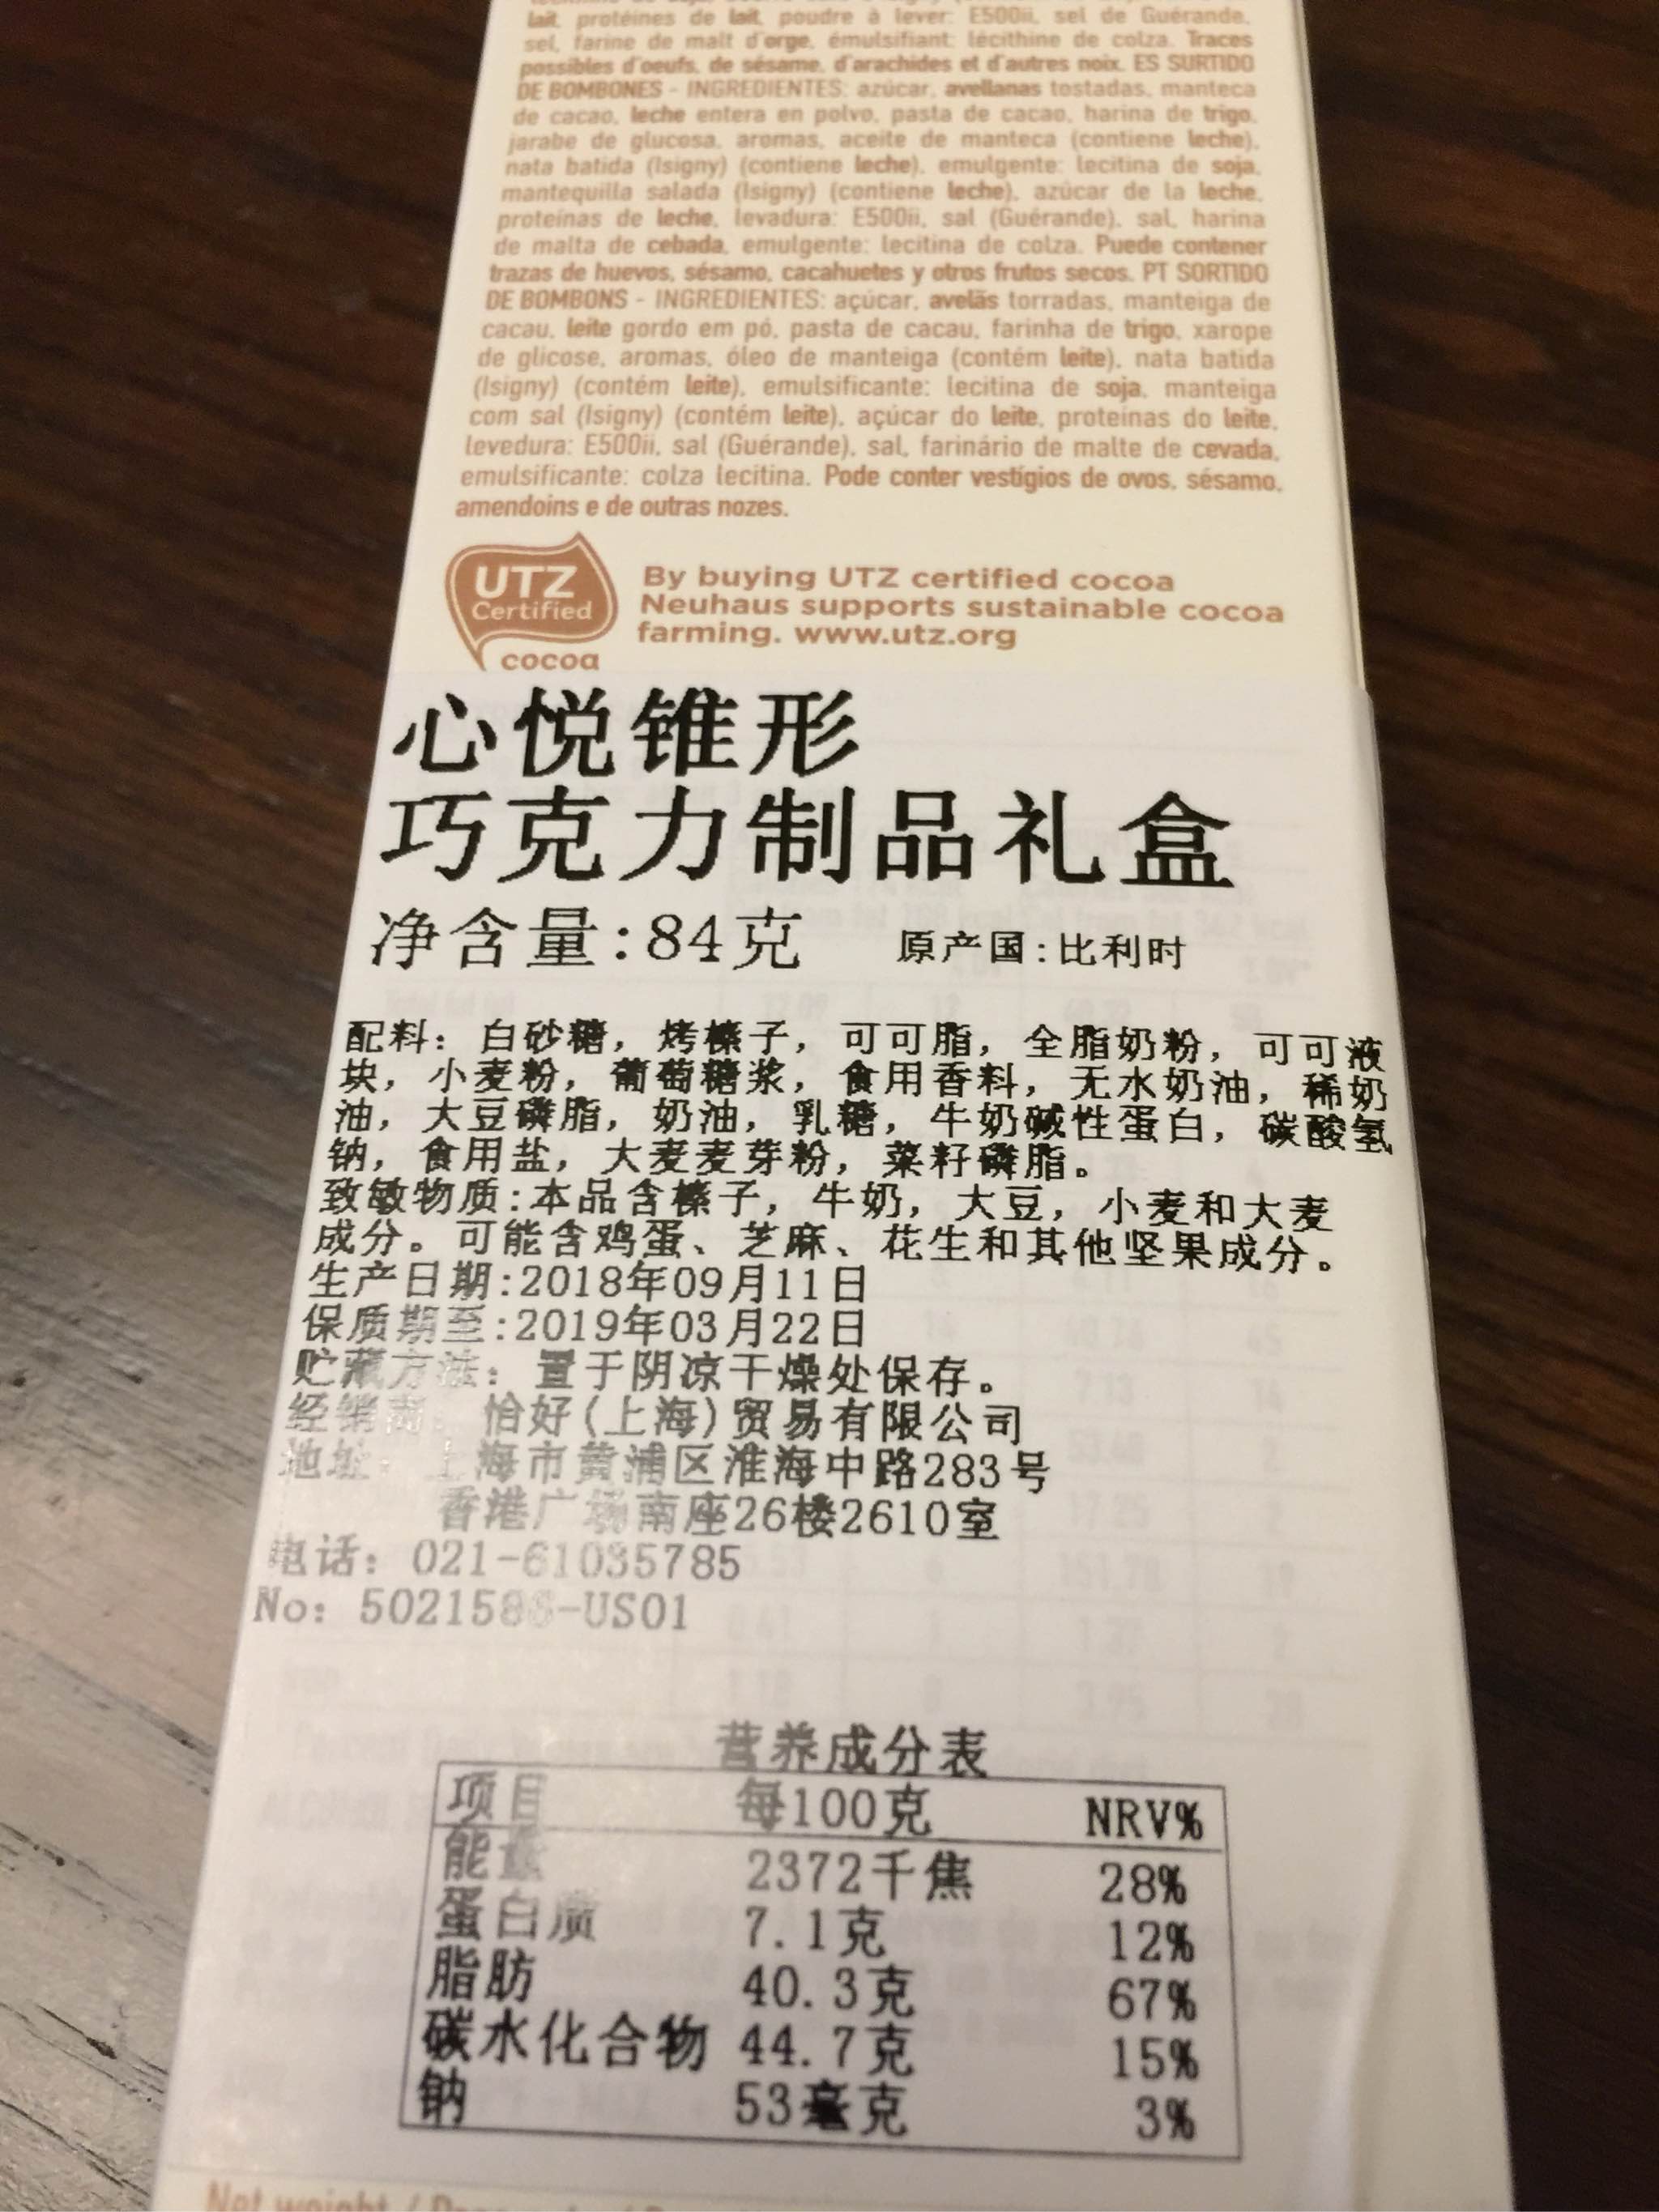 lait, protéines de lait, poudre à lever: E500ii, sel de Guérande,
sel, farine de malt d'orge, émulsifiant: lécithine de colza. Traces
possibles d'oeufs, de sésame, d'arachides et d'autres noix. ES SURTIDO
DE BOMBONES - INGREDIENTES: azúcar, avellanas tostadas, manteca
de cacao, leche entera en polvo, pasta de cacao, harina de trigo,
jarabe de glucosa, aromas, aceite de manteca (contiene leche),
nata batida (Isigny) (contiene leche), emulgente: lecitina de soja,
mantequilla salada (Isigny) (contiene leche), azúcar de la leche,
proteínas de leche, levadura: E500ii, sal (Guérande), sal, harina
de malta de cebada, emulgente: lecitina de colza. Puede contener
trazas de huevos, sésamo, cacahuetes y otros frutos secos. PT SORTIDO
DE BOMBONS - INGREDIENTES: açúcar, avelãs torradas, manteiga de
cacau, leite gordo em pó, pasta de cacau, farinha de trigo, xarope
de glicose, aromas, óleo de manteiga (contém leite), nata batida
(Isigny) (contém leite), emulsificante: lecitina de soja, manteiga
com sal (Isigny) (contém leite), açúcar do leite, proteínas do leite,
levedura: E500ii, sal (Guérande), sal, farinário de malte de cevada,
emulsificante: colza lecitina. Pode conter vestígios de ovos, sésamo,
amendoins e de outras nozes.
UTZ
Certified
cocoa
By buying UTZ certified cocoa
Neuhaus supports sustainable cocoa
farming. www.utz.org
心悦锥形
巧克力制品礼盒
净含量:84克 原产国:比利时
配料：白砂糖，烤榛子，可可脂，全脂奶粉，可可液
块，小麦粉，葡萄糖浆，食用香料，无水奶油，稀奶
油，大豆磷脂，奶油，乳糖，牛奶碱性蛋白，碳酸氢
钠，食用盐，大麦麦芽粉，菜籽磷脂。
致敏物质:本品含榛子，牛奶，大豆，小麦和大麦
成分。可能含鸡蛋、芝麻、花生和其他坚果成分。
生产日期:2018年09月11日
保质期至:2019年03月22日
贮藏方法：置于阴凉干燥处保存。
经销商：恰好(上海)贸易有限公司
地址：上海市黄浦区淮海中路283号
香港广场南座26楼2610室
电话：021-61035785
No：5021588-US01
营养成分表
项目 每100克 NRV%
能量 2372千焦 28%
蛋白质 7.1克 12%
脂肪 40.3克 67%
碳水化合物 44.7克 15%
钠 53毫克 3%
Net weight /